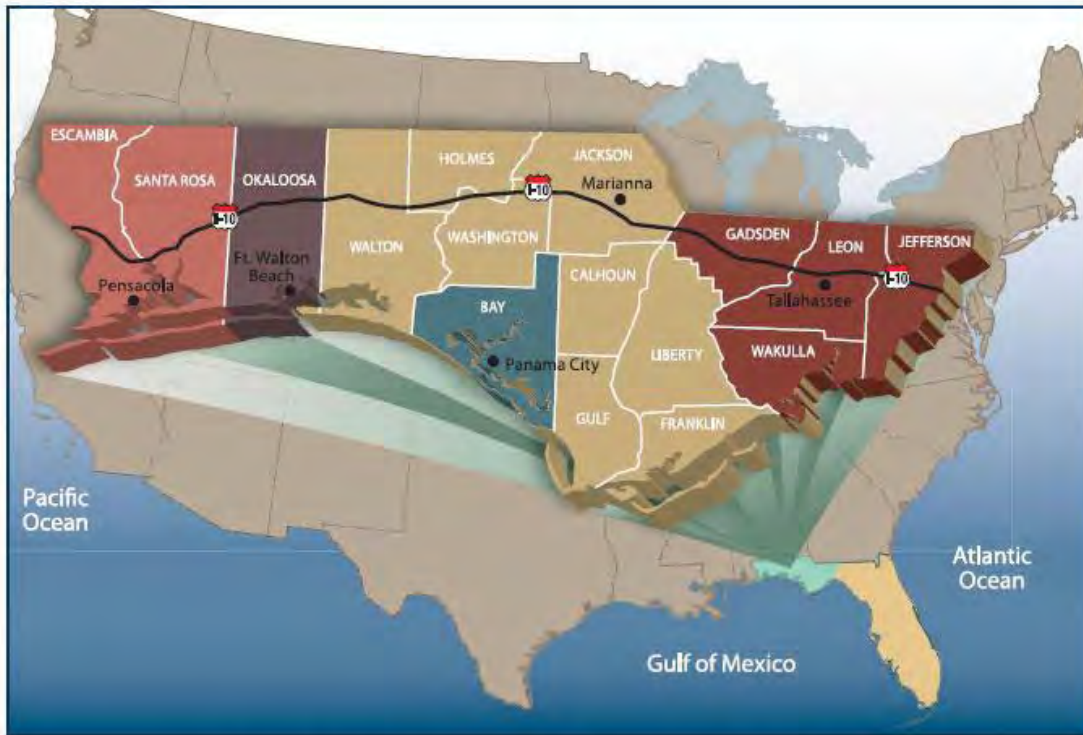 ESCAMBIA
SANTA ROSA
OKALOOSA
HOLMES
JACKSON
Marianna
I-10
I-10
WALTON
WASHINGTON
GADSDEN
LEON
JEFFERSON
Ft. Walton
Beach
CALHOUN
I-10
Pensacola
Tallahassee
BAY
LIBERTY
WAKULLA
Panama City
GULF
FRANKLIN
Pacific
Ocean
Atlantic
Ocean
Gulf of Mexico